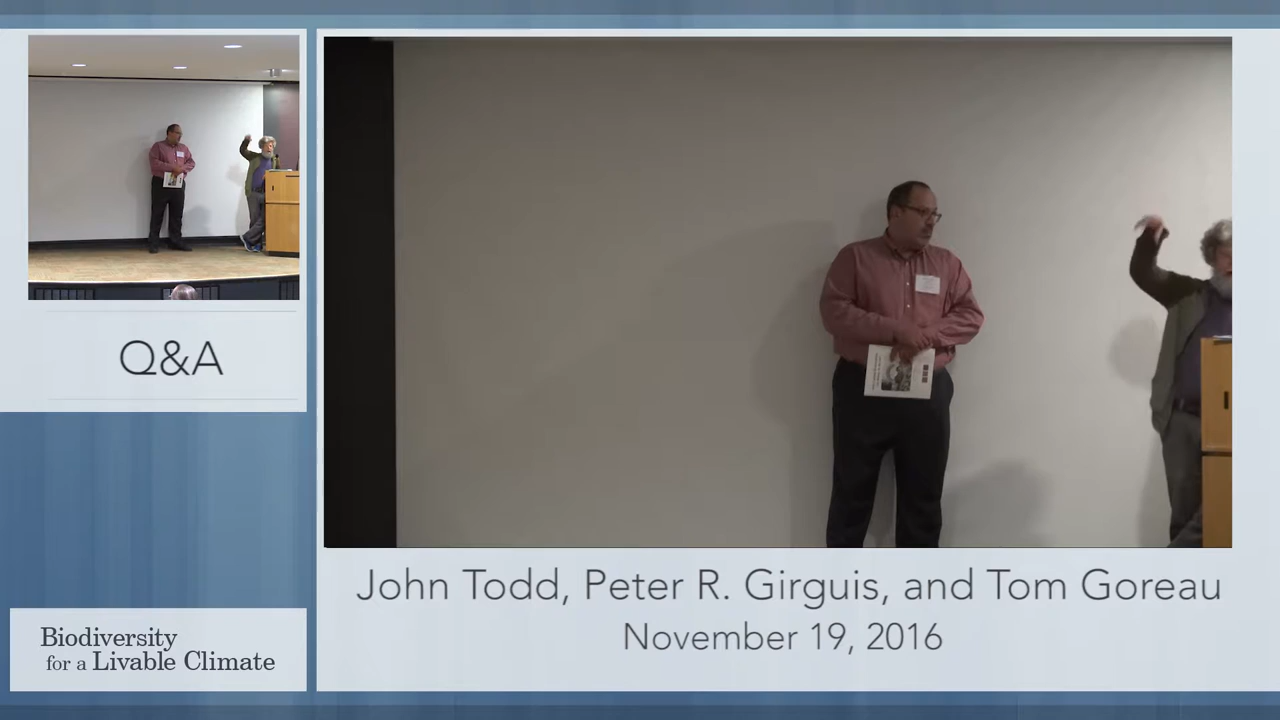 Q&A
John Todd, Peter R. Girguis, and Tom Goreau
November 19, 2016
Biodiversity
for a Livable Climate